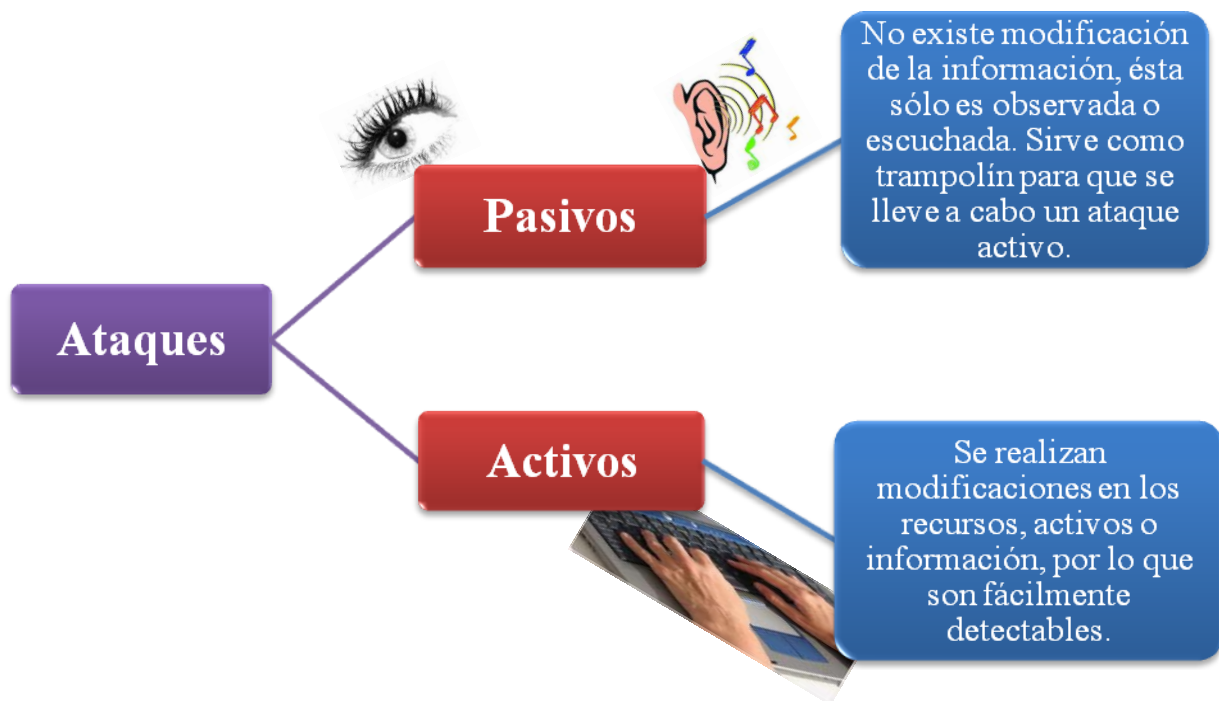 Ataques
Pasivos
No existe modificación
de la información, ésta
sólo es observada o
escuchada. Sirve como
trampolín para que se
lleve a cabo un ataque
activo.
Activos
Se realizan
modificaciones en los
recursos, activos o
información, por lo que
son fácilmente
detectables.